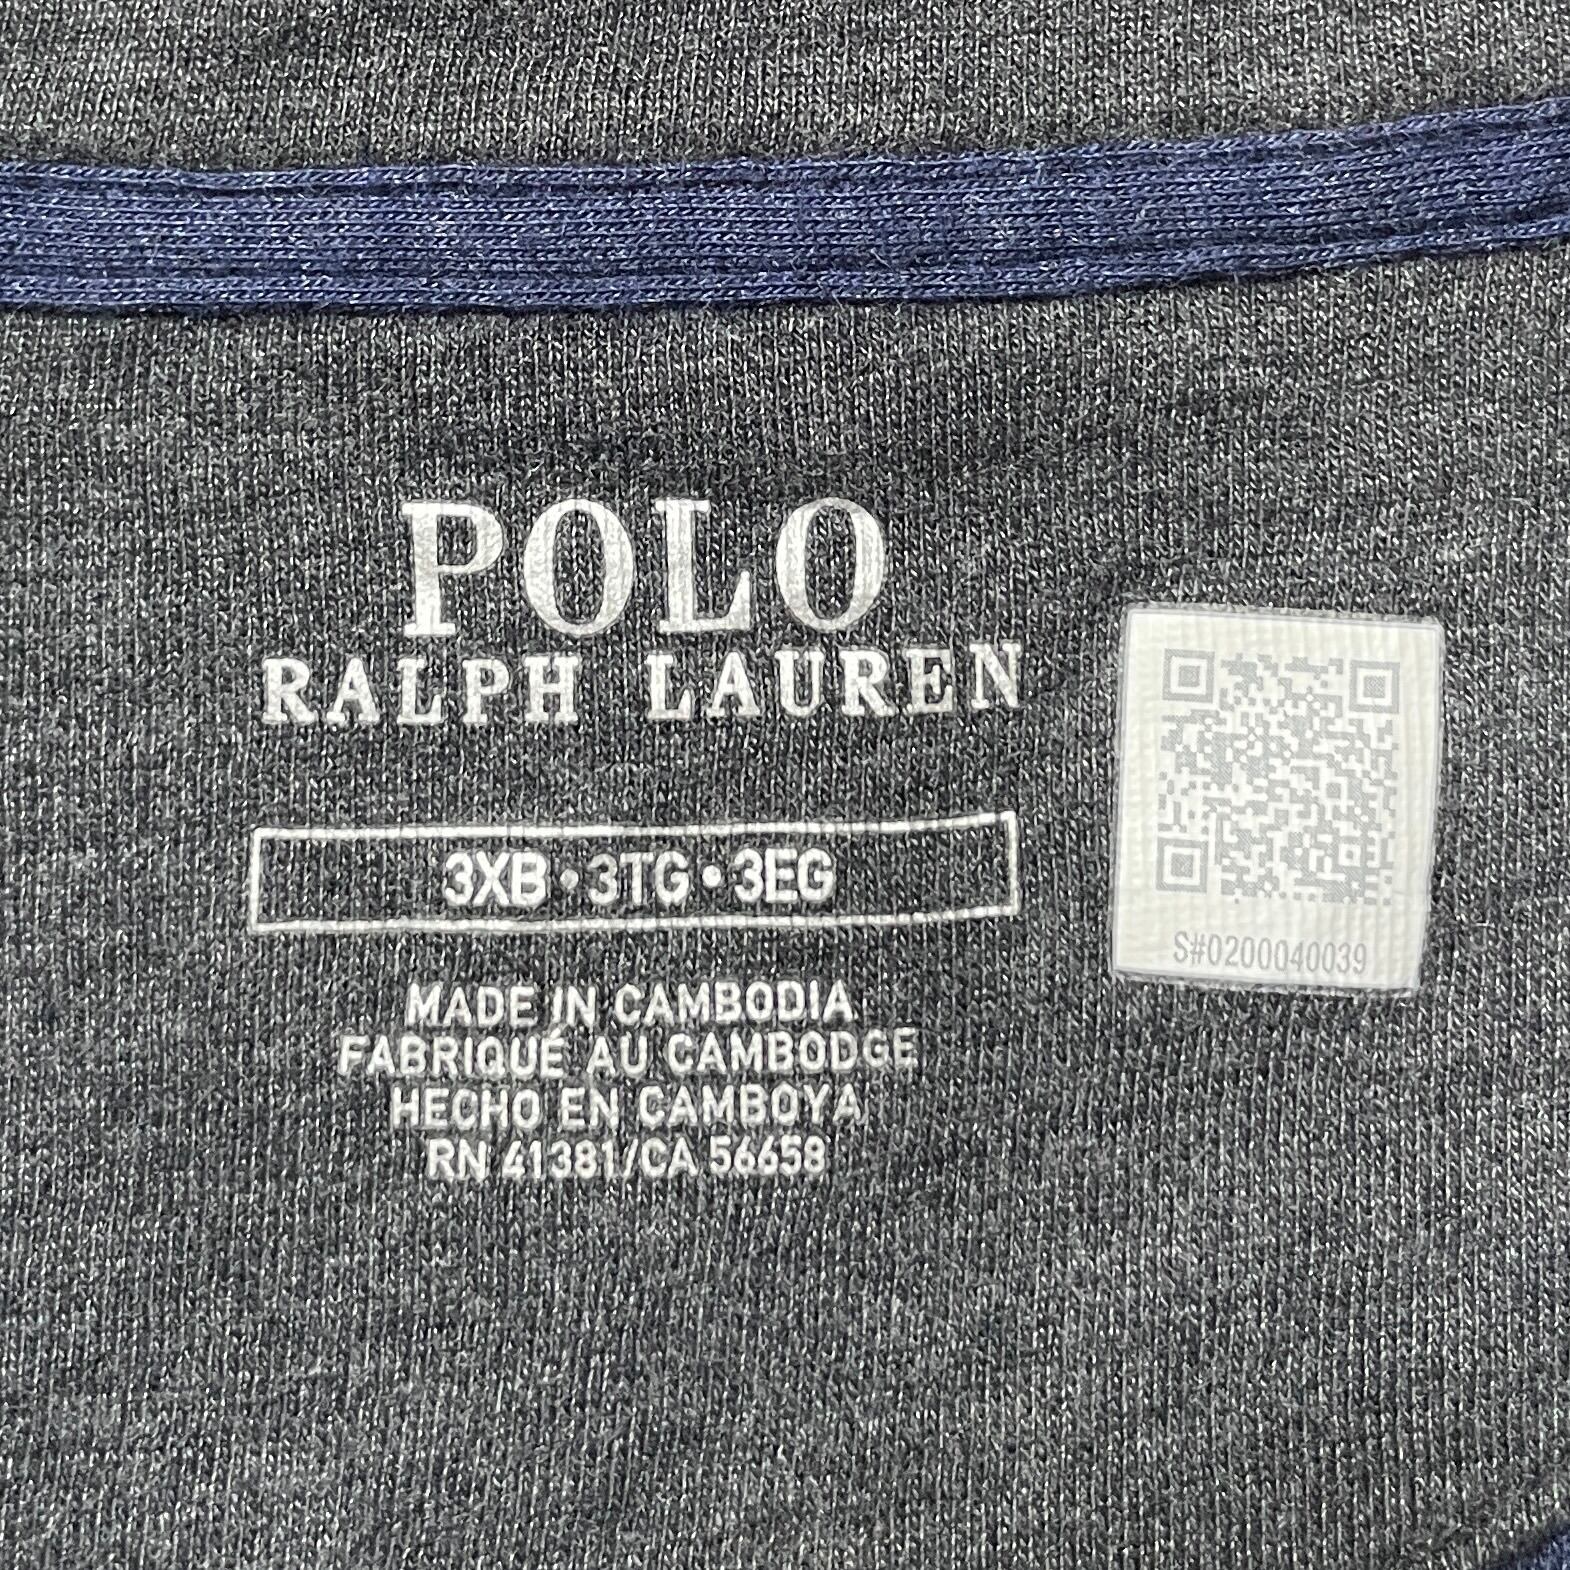 POLO
RALPH LAUREN
3XB•3TG•3EG
MADE IN CAMBODIA
FABRIQUÉ AU CAMBODGE
HECHO EN CAMBOYA
RN 41381/CA 56658
S#0200040039